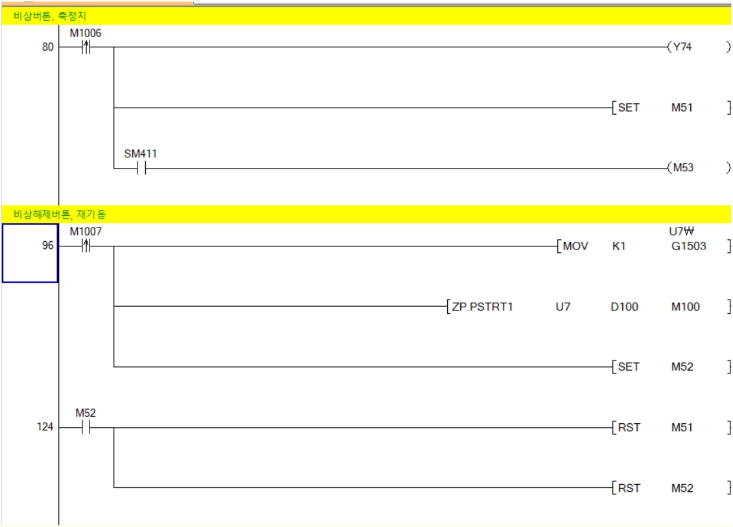 비상버튼, 축정지
M1006
80 Y74
SET M51
SM411
M53
비상해제버튼, 재기동
M1007 U7₩
96 MOV K1 G1503
ZP.PSTRT1 U7 D100 M100
SET M52
M52
124 RST M51
RST M52